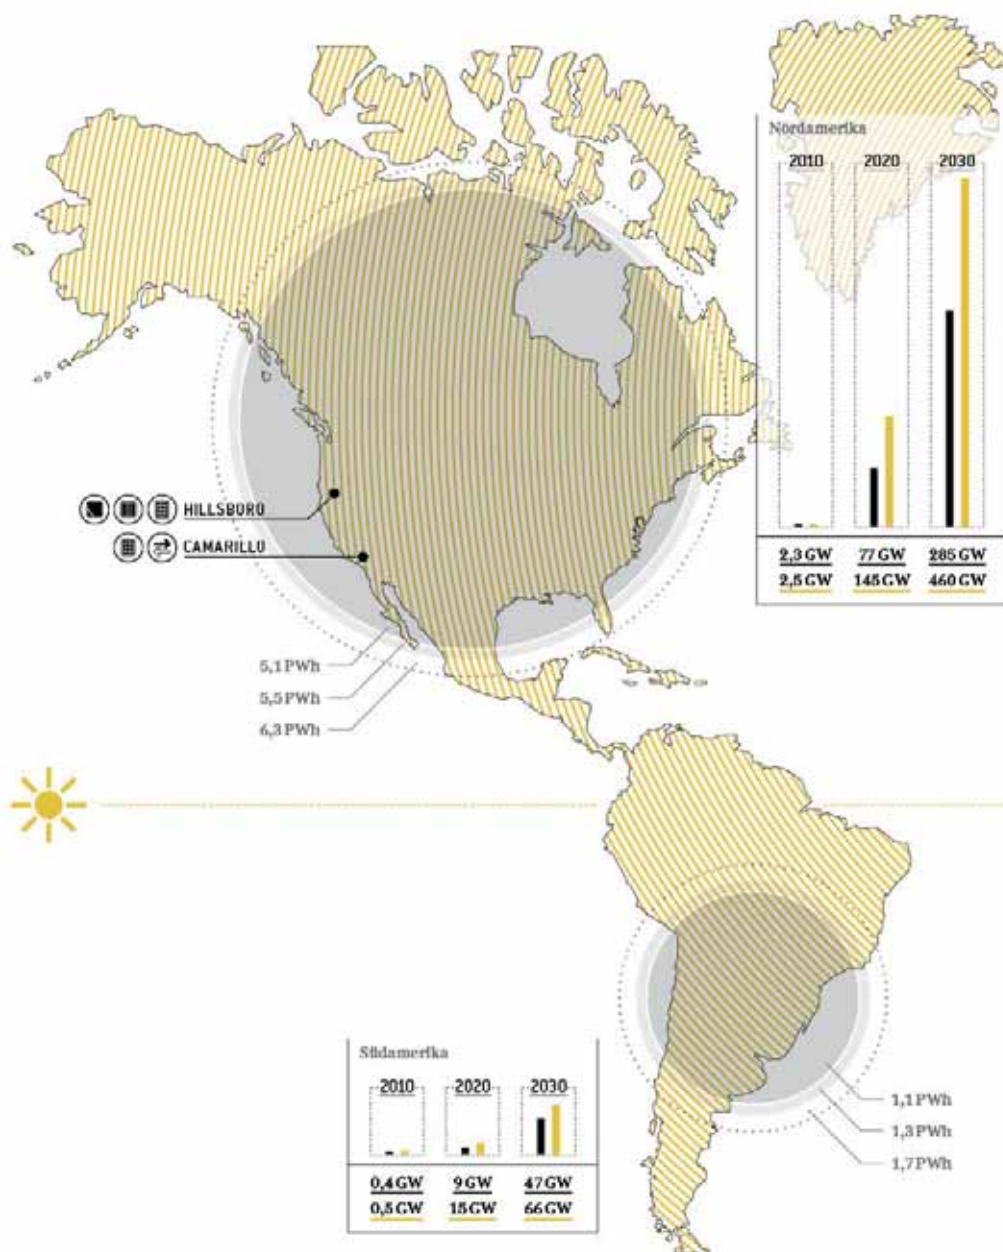 Nordamerika
2010 2020 2030
2,3 GW 77 GW 285 GW
2,5 GW 145 GW 460 GW
HILLSBORO
CAMARILLO
5,1 PWh
5,5 PWh
6,3 PWh
Südamerika
2010 2020 2030
0,4 GW 9 GW 47 GW
0,5 GW 15 GW 66 GW
1,1 PWh
1,3 PWh
1,7 PWh